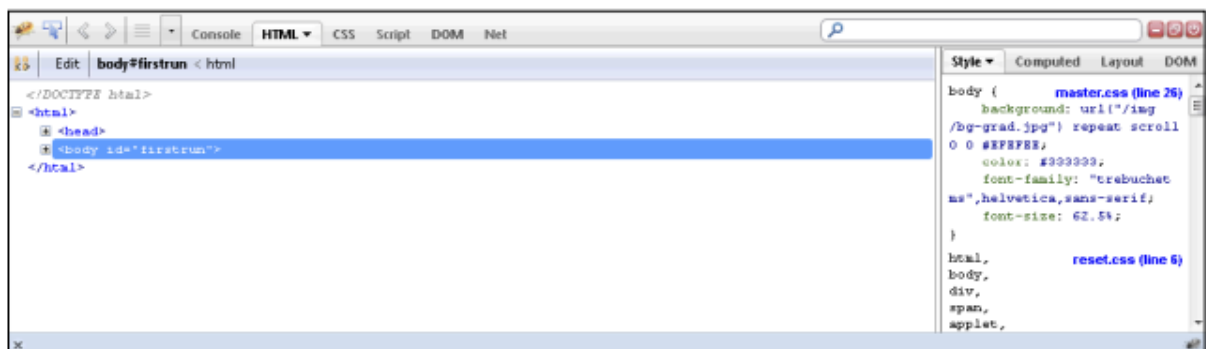 Console HTML CSS Script DOM Net
Edit body#firstrun < html
Style Computed Layout DOM
<!DOCTYPE html>
<html>
<head>
<body id="firstrun">
</html>
body { master.css (line 26)
background: url("/img
/bg-grad.jpg") repeat scroll
0 0 #EFEFEE;
color: #333333;
font-family: "trebuchet
ms",helvetica,sans-serif;
font-size: 62.5%;
}
html, reset.css (line 6)
body,
div,
span,
applet,